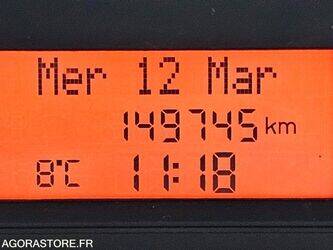 Mer 12 Mar
149745 km
8°C 11:18
AGORASTORE.FR